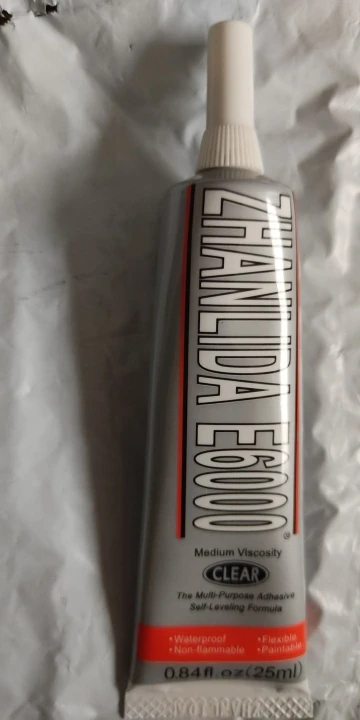 ZHANLIDA E6000
®
Medium Viscosity
CLEAR
The Multi-Purpose Adhesive
Self-Leveling Formula
•Waterproof •Flexible
•Non-flammable •Paintable
0.84fl.oz(25ml)